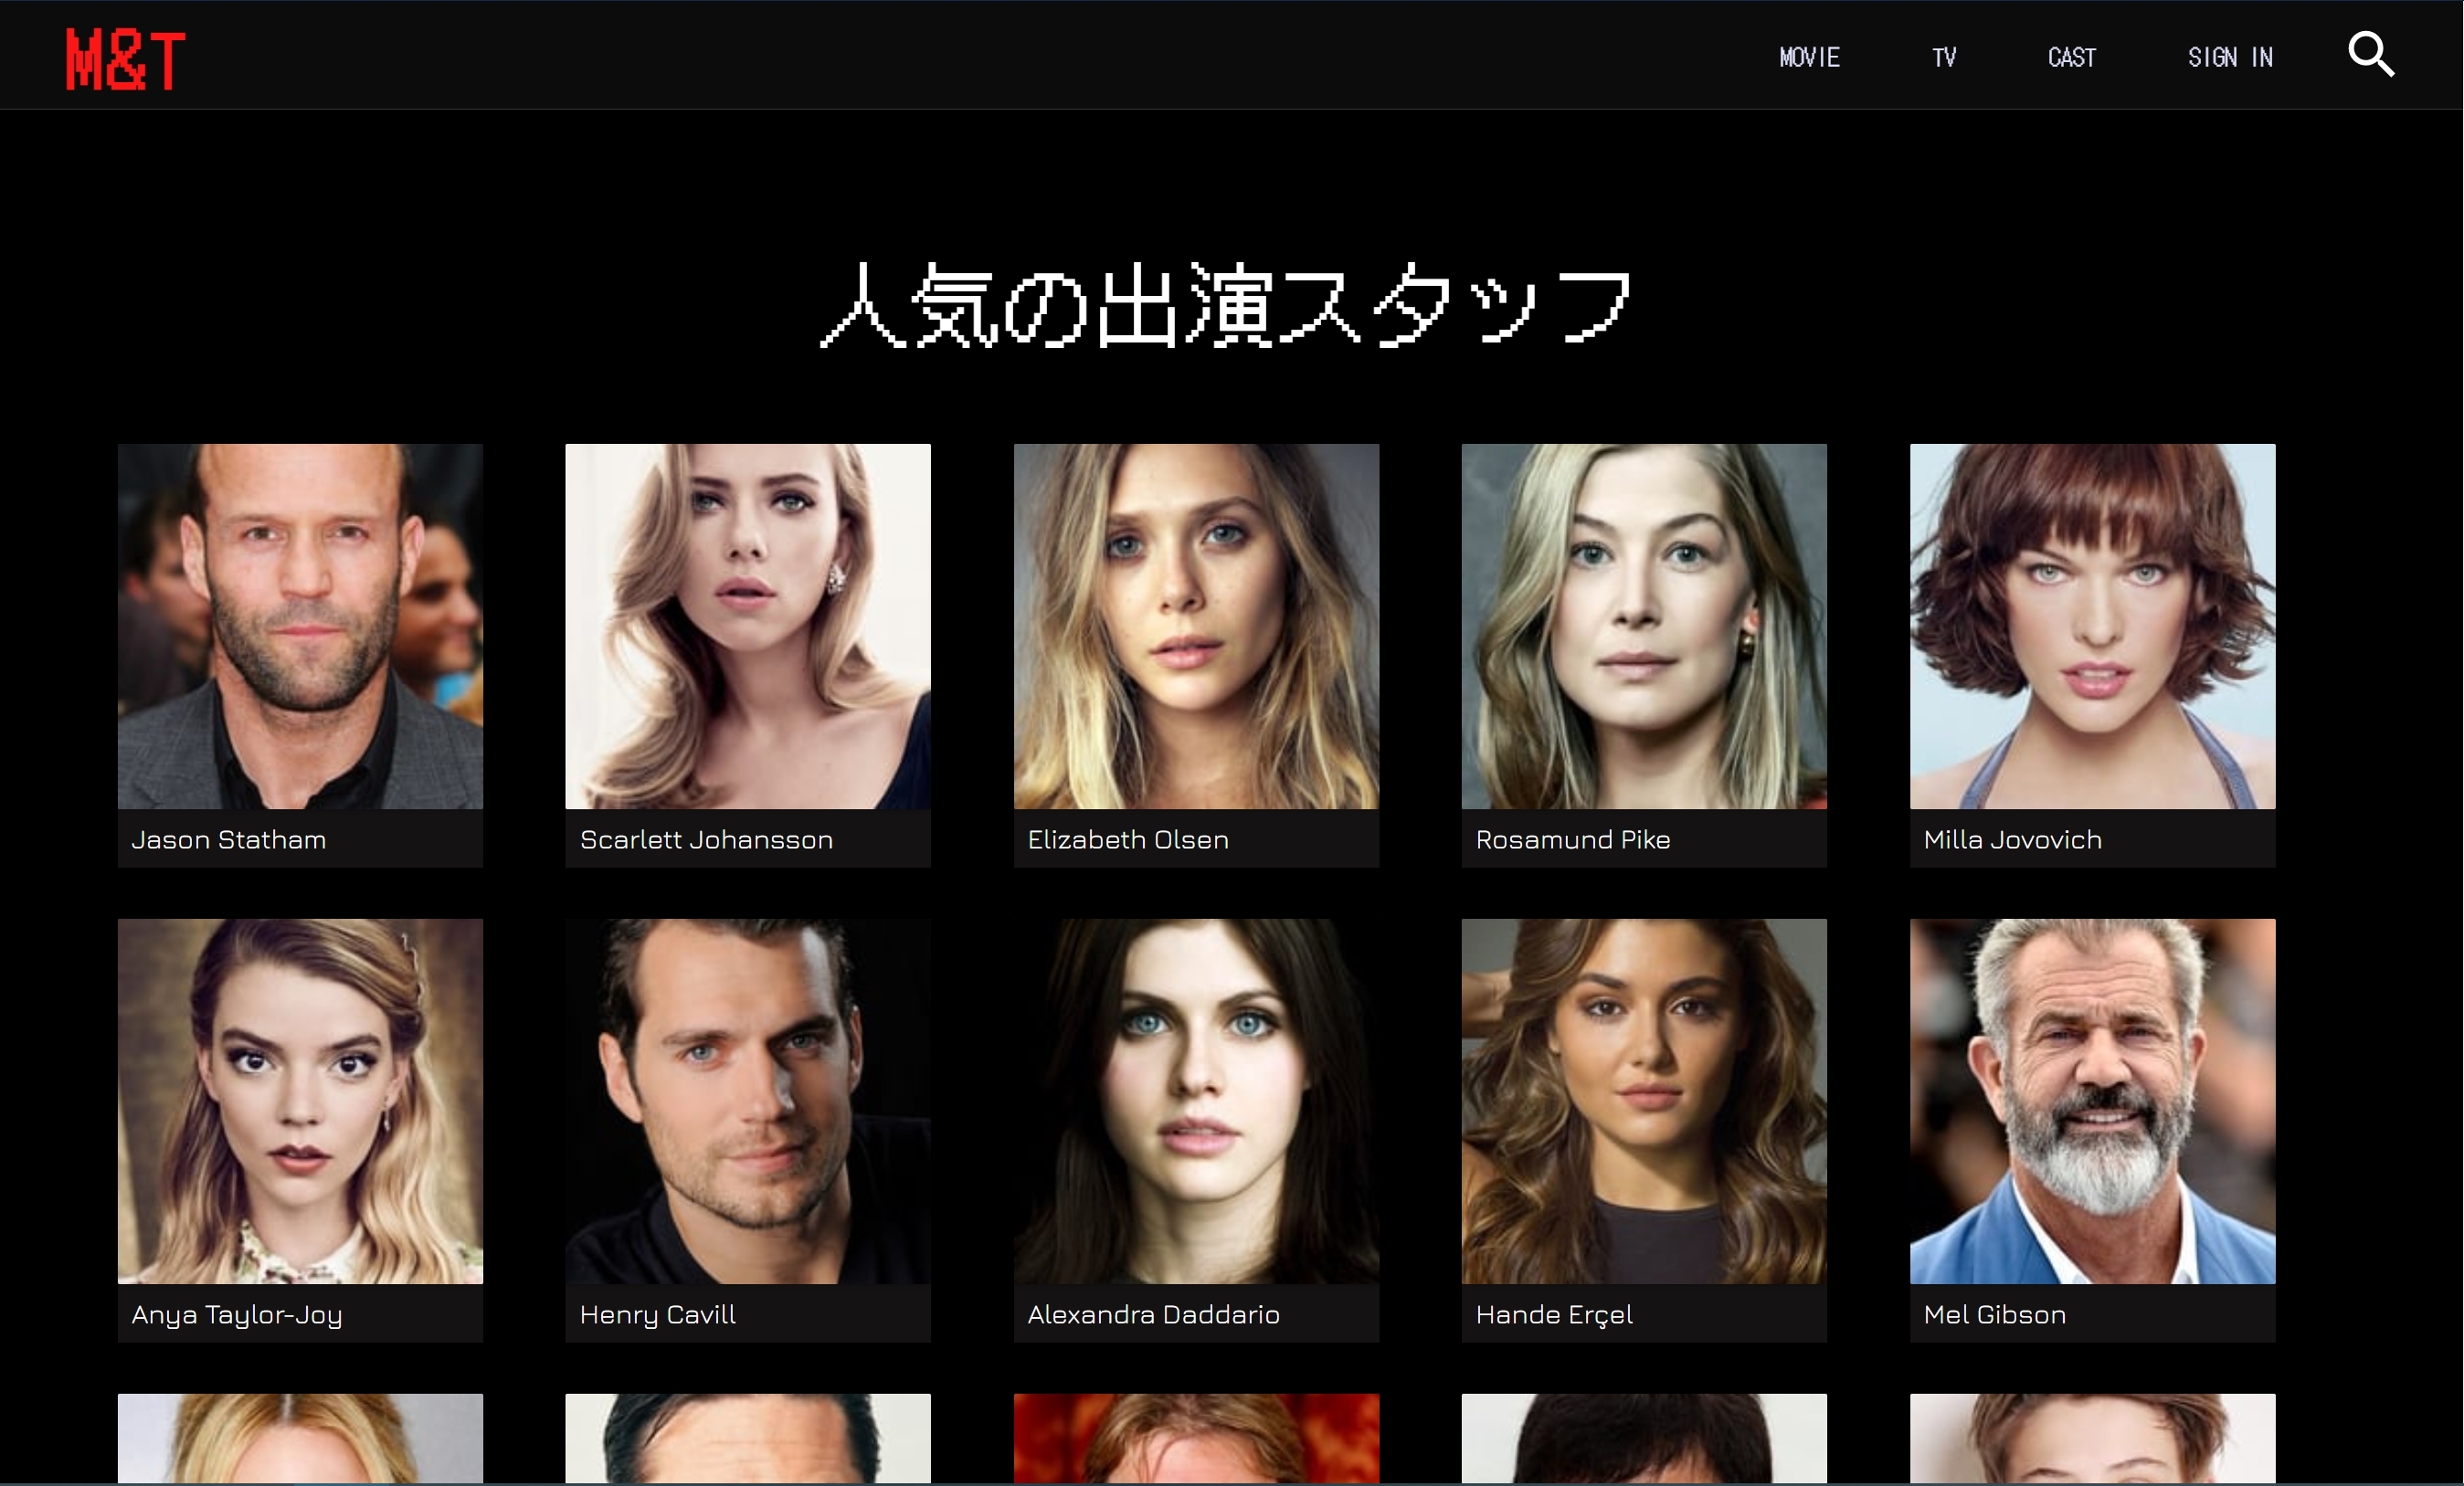 M&T
MOVIE TV CAST SIGN IN
人気の出演スタッフ
Jason Statham
Scarlett Johansson
Elizabeth Olsen
Rosamund Pike
Milla Jovovich
Anya Taylor-Joy
Henry Cavill
Alexandra Daddario
Hande Erçel
Mel Gibson